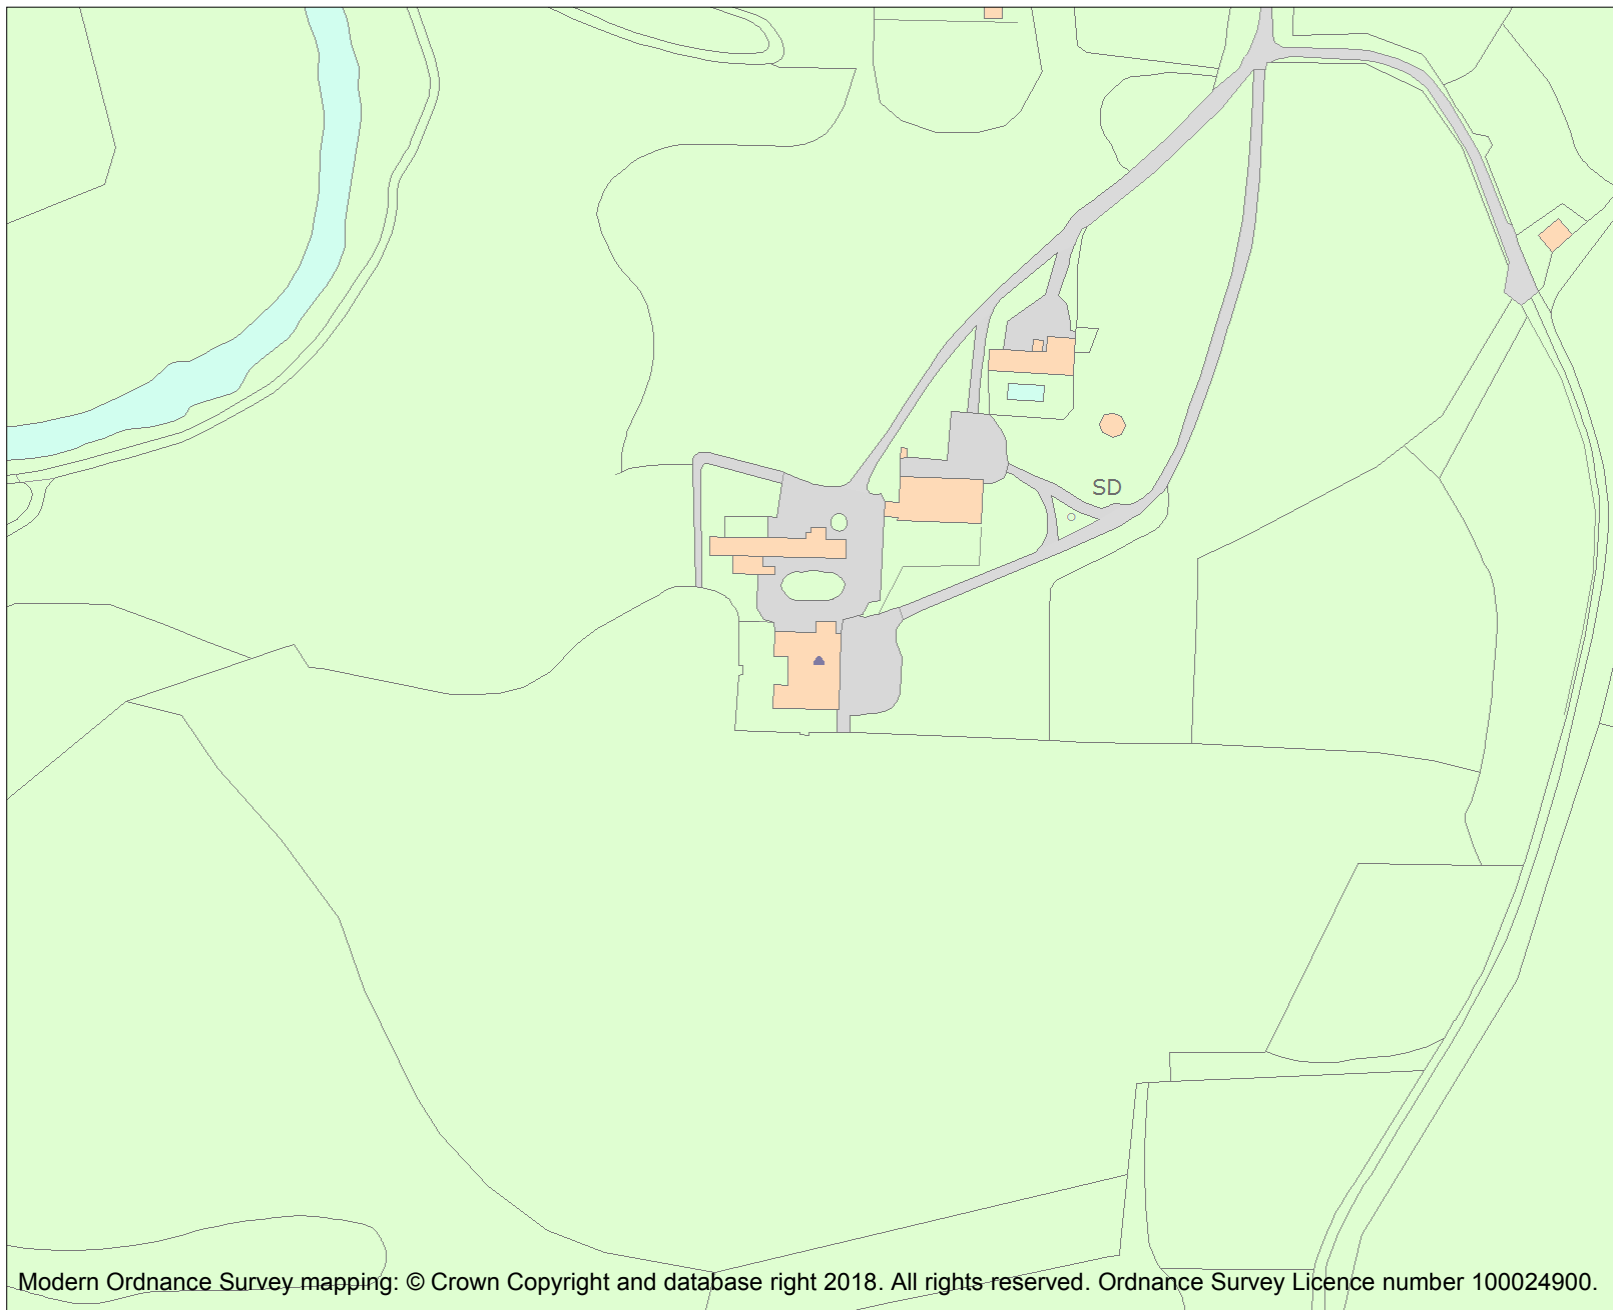 SD
Modern Ordnance Survey mapping: © Crown Copyright and database right 2018. All rights reserved. Ordnance Survey Licence number 100024900.